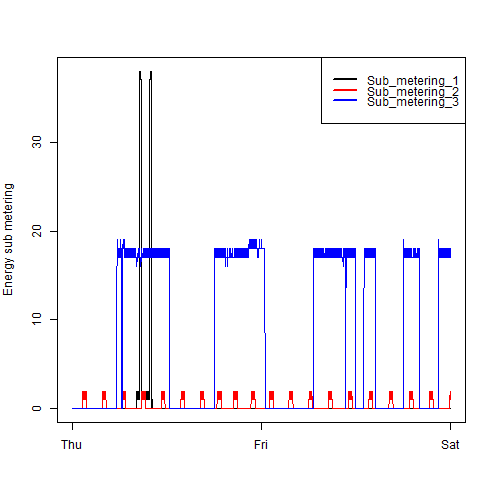 Sub_metering_1
Sub_metering_2
Sub_metering_3
Energy sub metering
30
20
10
0
Thu Fri Sat